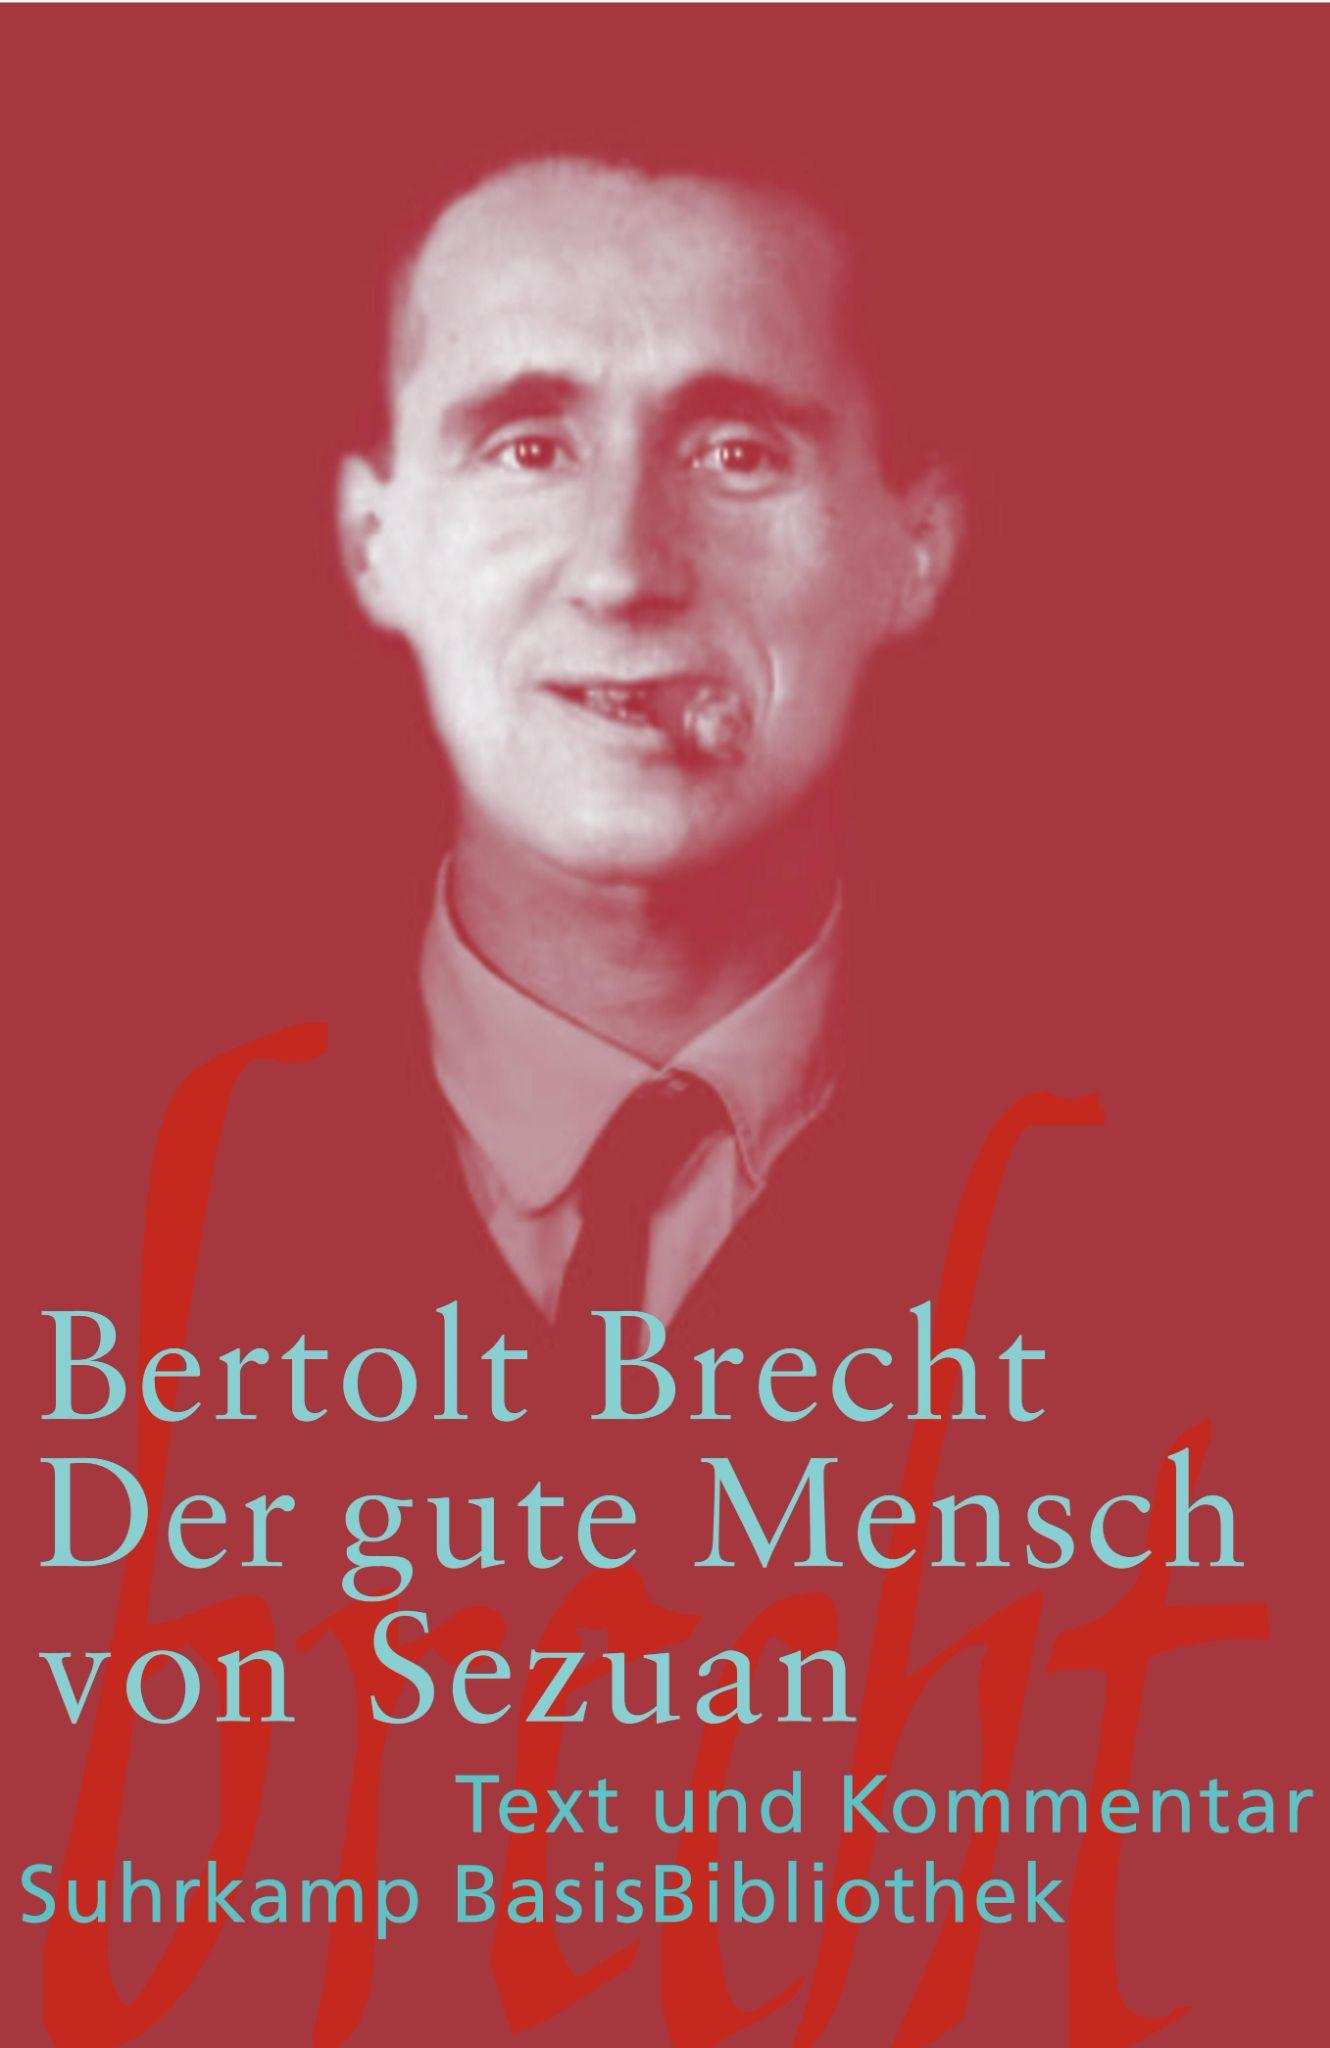 Bertolt Brecht
Der gute Mensch
von Sezuan
Text und Kommentar
Suhrkamp BasisBibliothek
brecht